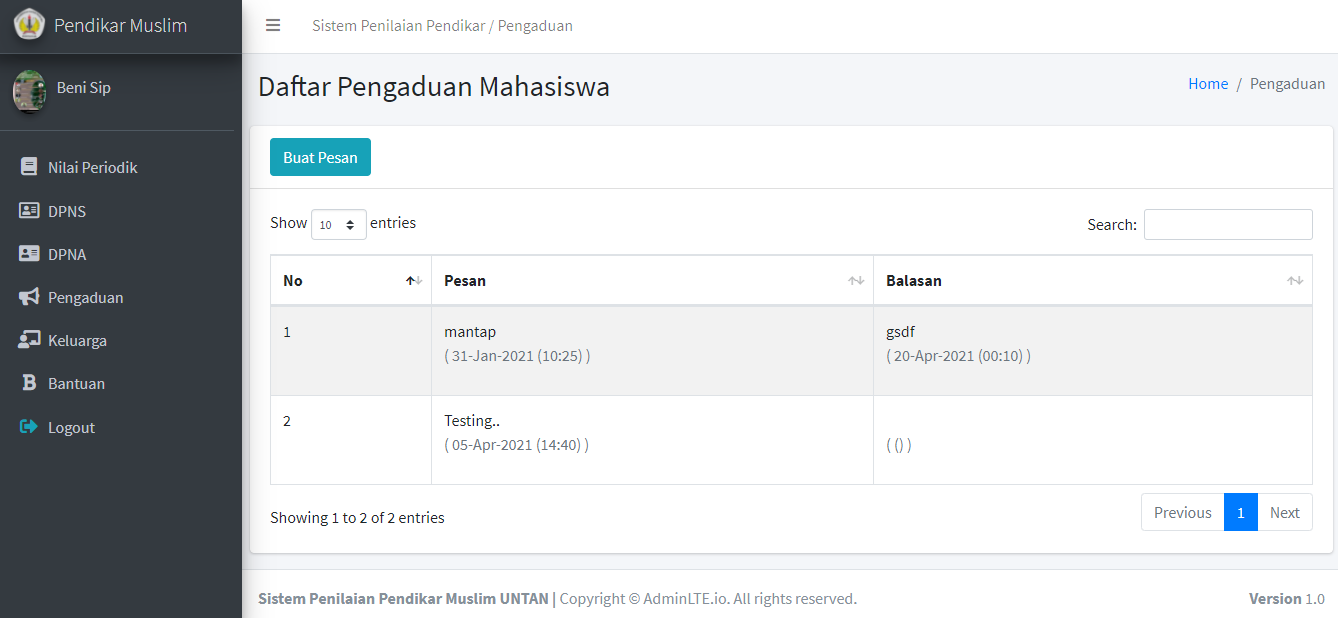 Pendikar Muslim
Sistem Penilaian Pendikar / Pengaduan
Beni Sip
Nilai Periodik
DPNS
DPNA
Pengaduan
Keluarga
Bantuan
Logout
Daftar Pengaduan Mahasiswa
Home / Pengaduan
Buat Pesan
Show 10 entries
Search:
No Pesan Balasan
1 mantap gsdf
( 31-Jan-2021 (10:25) ) ( 20-Apr-2021 (00:10) )
2 Testing..
( 05-Apr-2021 (14:40) ) ( () )
Showing 1 to 2 of 2 entries
Previous 1 Next
Sistem Penilaian Pendikar Muslim UNTAN | Copyright © AdminLTE.io. All rights reserved.
Version 1.0